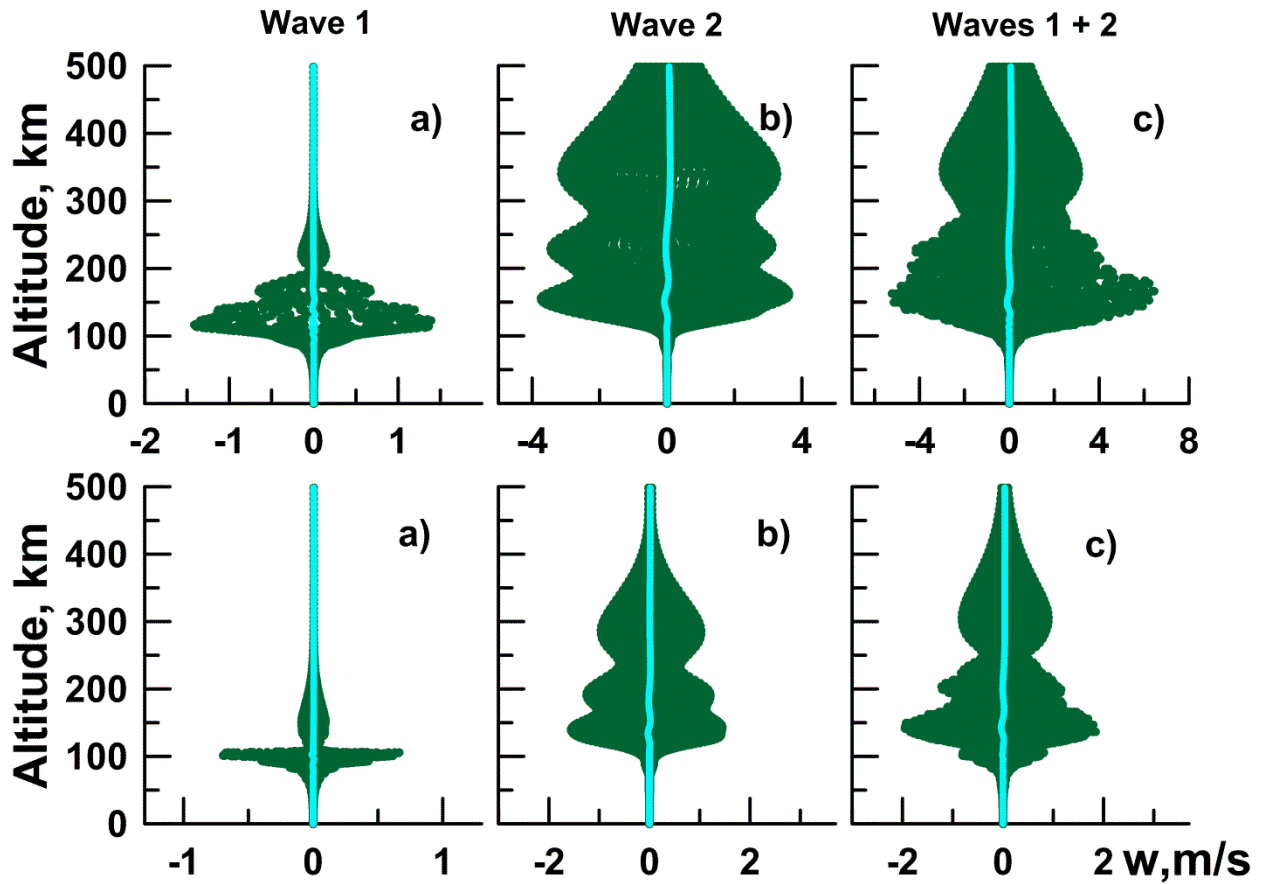 Wave 1 Wave 2 Waves 1 + 2
500
400
300
200
100
0
Altitude, km
a) b) c)
-2 -1 0 1 -4 0 4 -4 0 4 8
500
400
300
200
100
0
Altitude, km
a) b) c)
-1 0 1 -2 0 2 -2 0 2 w,m/s